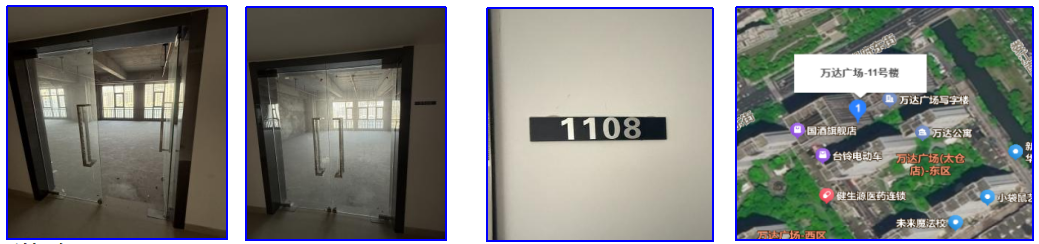 1108
万达广场-11号楼
万达广场写字楼
国酒旗舰店
万达公寓
台铃电动车
万达广场(太仓
店)-东区
健生源医药连锁
未来魔法校
万达广场-西区